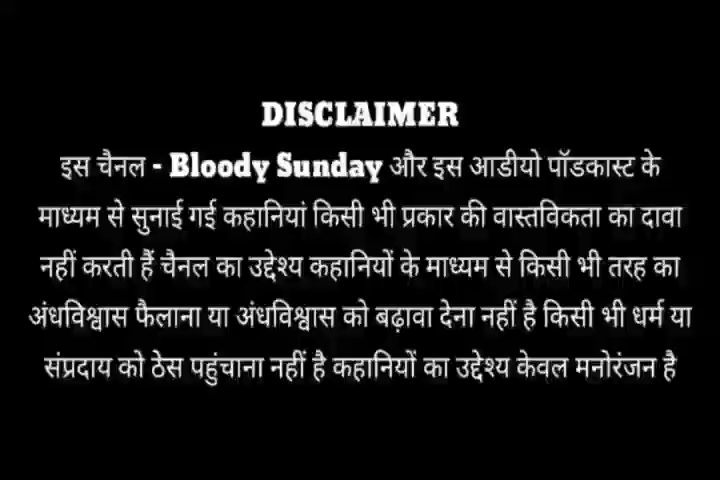 DISCLAIMER
इस चैनल - Bloody Sunday और इस आडीयो पॉडकास्ट के
माध्यम से सुनाई गई कहानियां किसी भी प्रकार की वास्तविकता का दावा
नहीं करती हैं चैनल का उद्देश्य कहानियों के माध्यम से किसी भी तरह का
अंधविश्वास फैलाना या अंधविश्वास को बढ़ावा देना नहीं है किसी भी धर्म या
संप्रदाय को ठेस पहुंचाना नहीं है कहानियों का उद्देश्य केवल मनोरंजन है